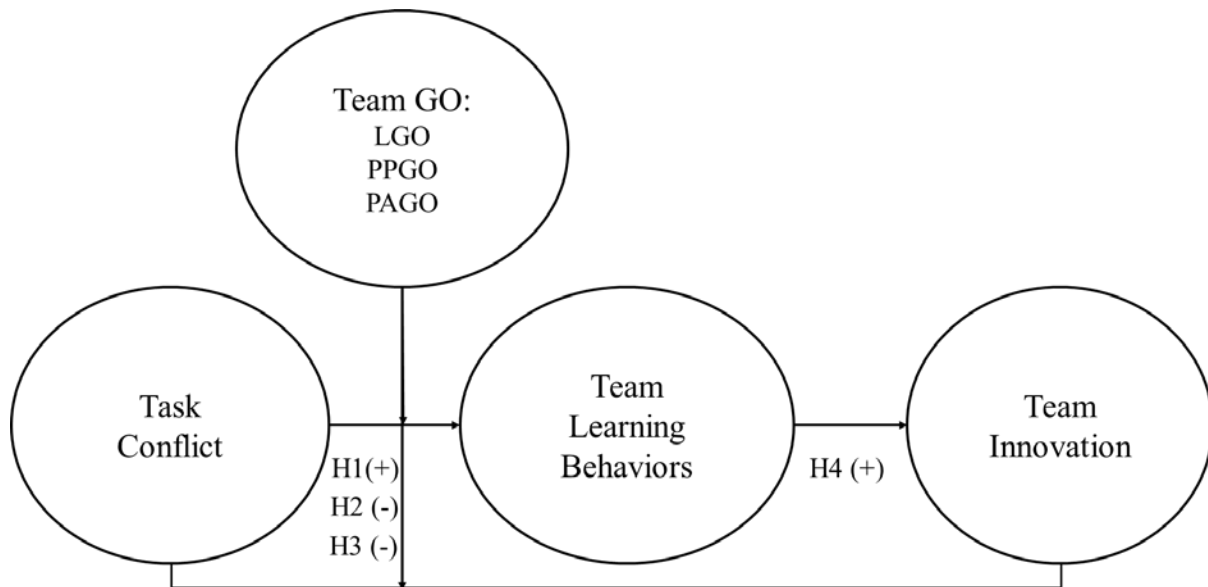 Team GO:
LGO
PPGO
PAGO
Task
Conflict
H1(+)
H2 (-)
H3 (-)
Team
Learning
Behaviors
H4 (+)
Team
Innovation